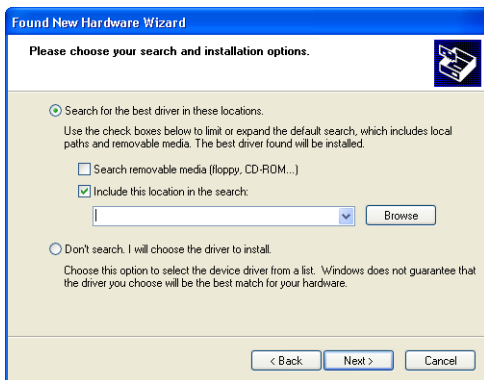 Found New Hardware Wizard
Please choose your search and installation options.
Search for the best driver in these locations.
Use the check boxes below to limit or expand the default search, which includes local
paths and removable media. The best driver found will be installed.
Search removable media (floppy, CD-ROM...)
Include this location in the search:
Browse
Don't search. I will choose the driver to install.
Choose this option to select the device driver from a list. Windows does not guarantee that
the driver you choose will be the best match for your hardware.
< Back Next > Cancel